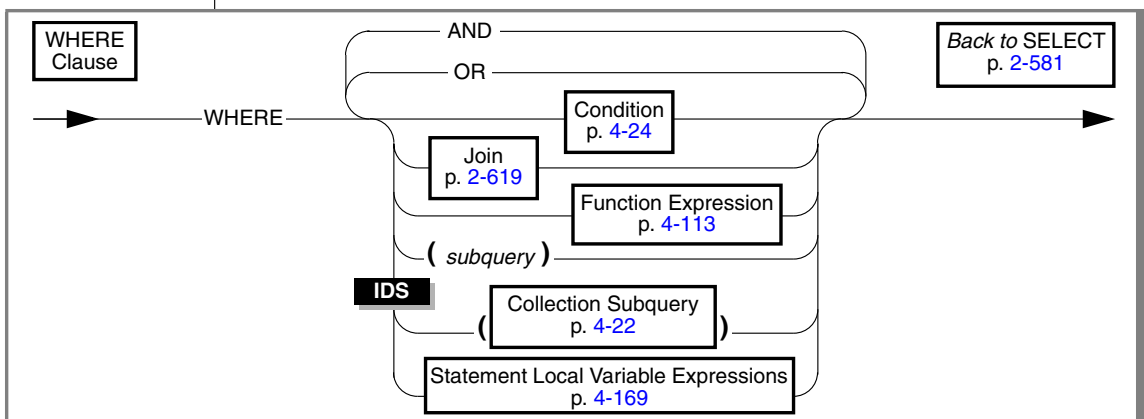 WHERE
Clause
AND
Back to SELECT
p. 2-581
OR
WHERE
Condition
p. 4-24
Join
p. 2-619
Function Expression
p. 4-113
( subquery )
IDS
( Collection Subquery )
p. 4-22
Statement Local Variable Expressions
p. 4-169